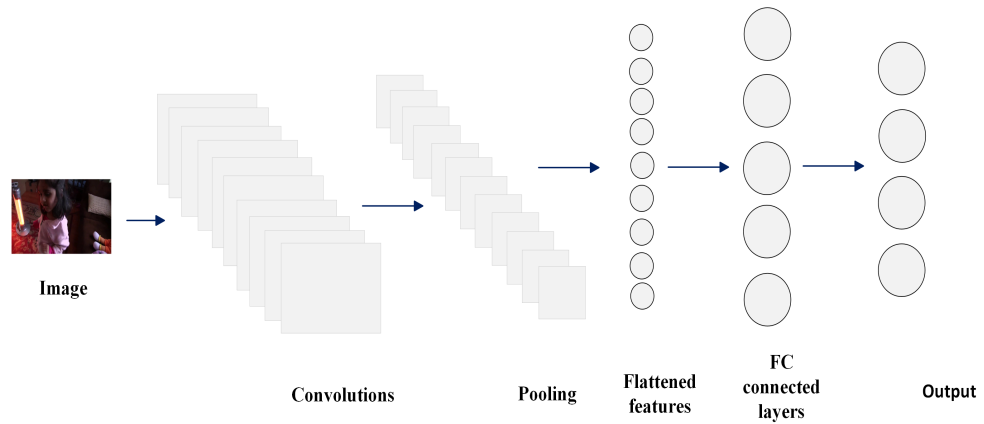 Image
Convolutions
Pooling
Flattened
features
FC
connected
layers
Output